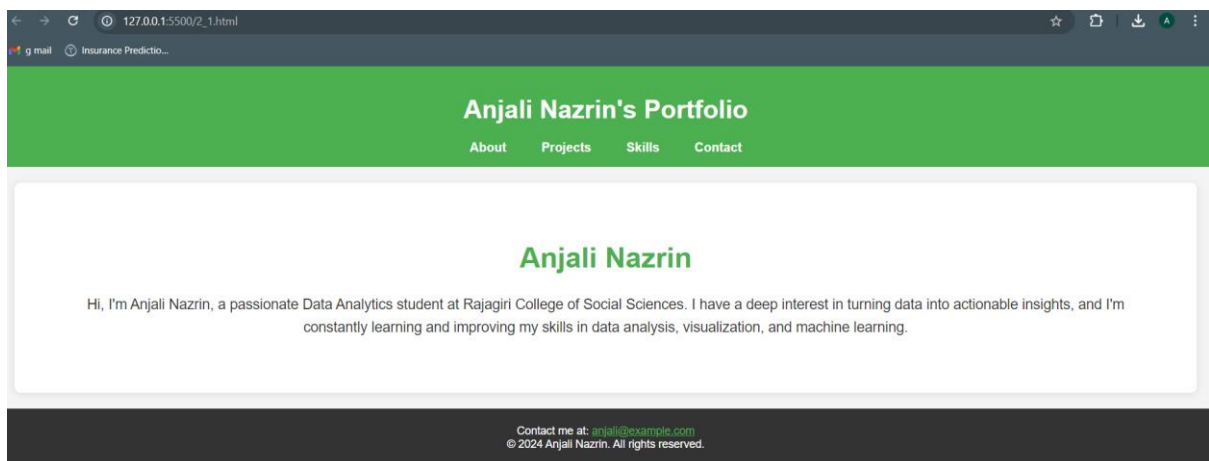 127.0.0.1:5500/2_1.html
g mail Insurance Predictio...
A
Anjali Nazrin's Portfolio
About Projects Skills Contact
Anjali Nazrin
Hi, I'm Anjali Nazrin, a passionate Data Analytics student at Rajagiri College of Social Sciences. I have a deep interest in turning data into actionable insights, and I'm
constantly learning and improving my skills in data analysis, visualization, and machine learning.
Contact me at: anjali@example.com
© 2024 Anjali Nazrin. All rights reserved.